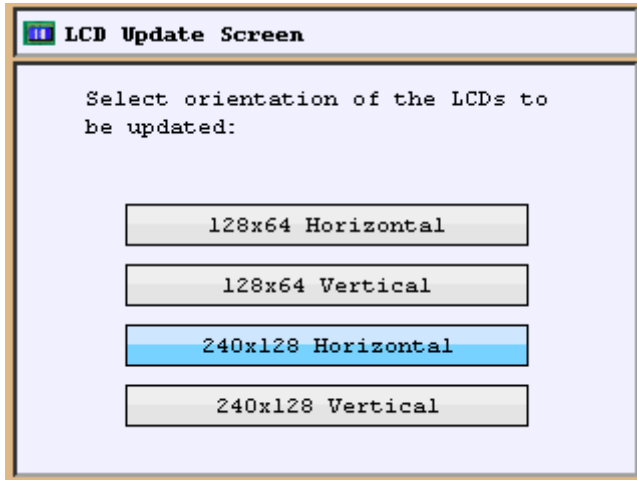 LCD Update Screen
Select orientation of the LCDs to
be updated:
128x64 Horizontal
128x64 Vertical
240x128 Horizontal
240x128 Vertical